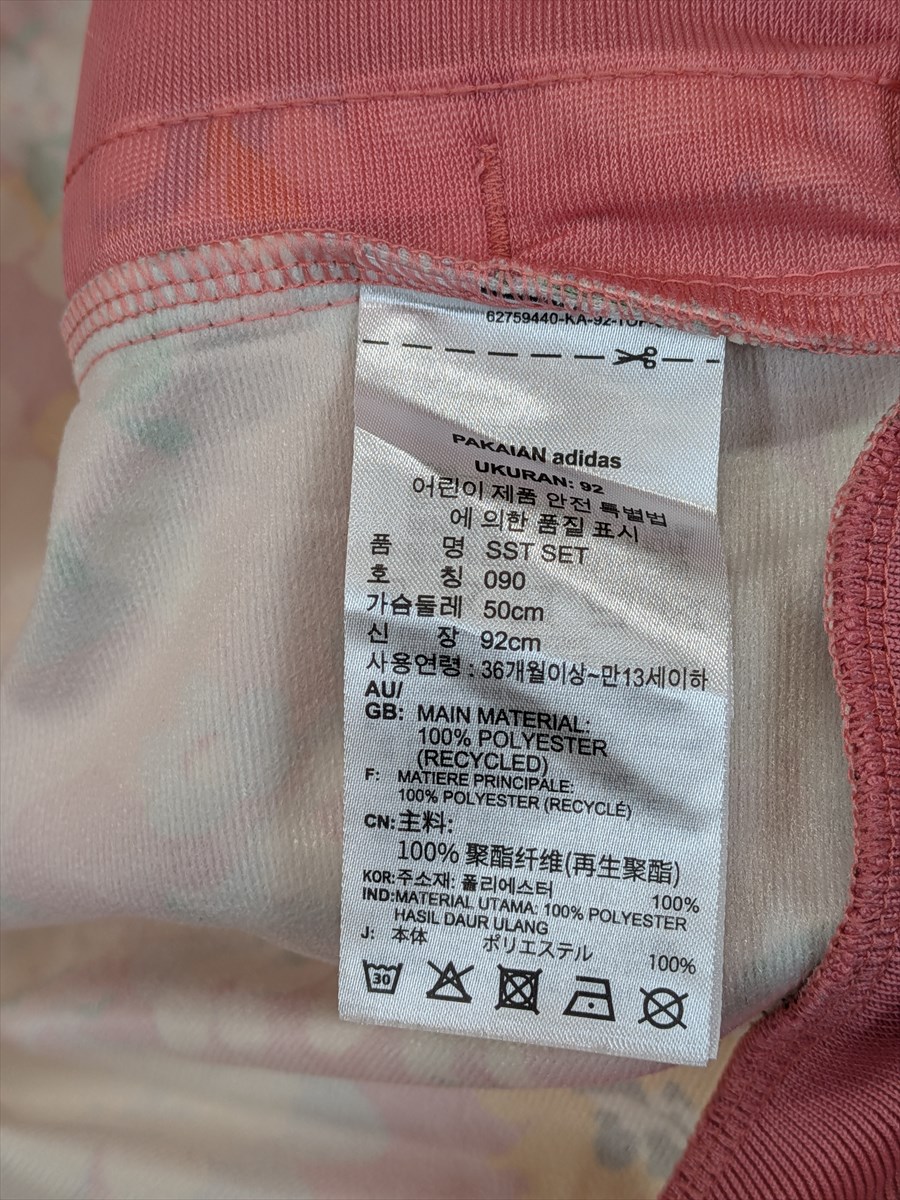 62759440-KA-92-TOP-
PAKAIAN adidas
UKURAN: 92
어린이 제품 안전 특별법
에 의한 품질 표시
품 명 SST SET
호 칭 090
가슴둘레 50cm
신 장 92cm
사용연령 : 36개월이상~만13세이하
AU/
GB: MAIN MATERIAL:
100% POLYESTER
(RECYCLED)
F: MATIERE PRINCIPALE:
100% POLYESTER (RECYCLÉ)
CN:主料:
100% 聚酯纤维(再生聚酯)
KOR:주소재: 폴리에스터 100%
IND:MATERIAL UTAMA: 100% POLYESTER
HASIL DAUR ULANG
J: 本体 ポリエステル 100%
30